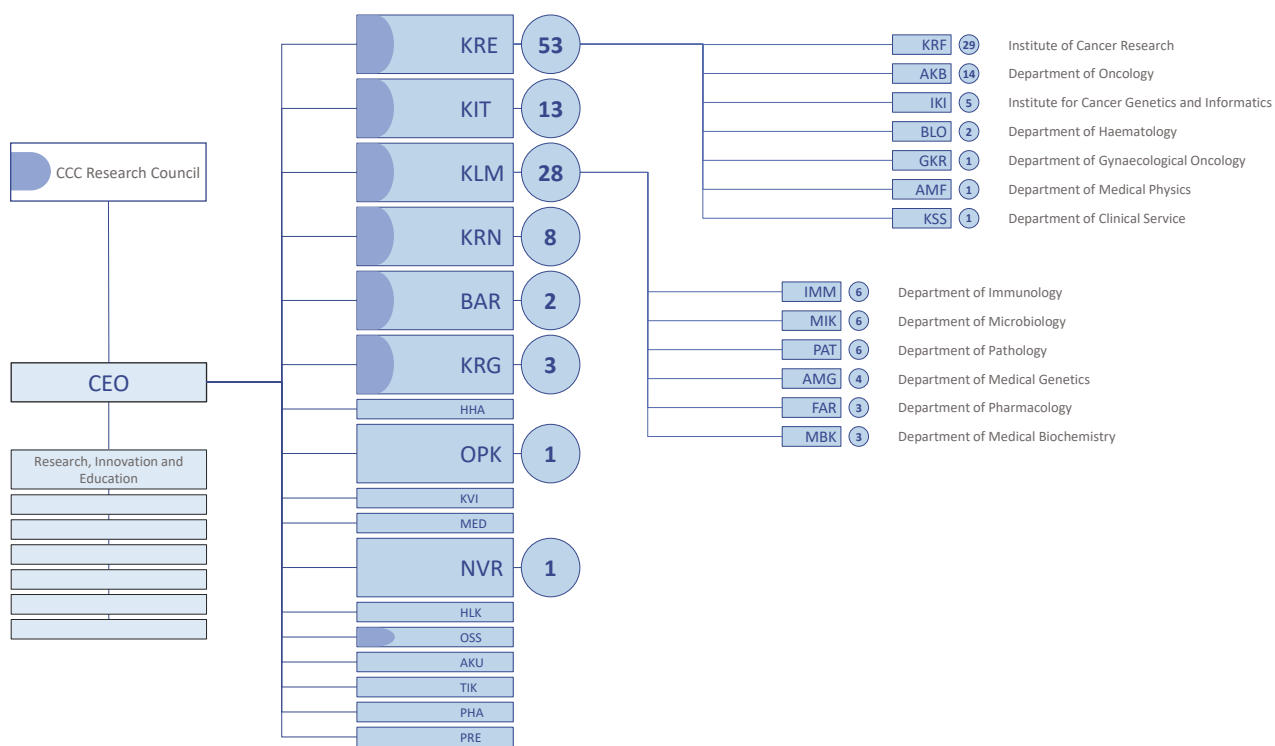 CCC Research Council
CEO
Research, Innovation and
Education
KRE 53
KIT 13
KLM 28
KRN 8
BAR 2
KRG 3
HHA
OPK 1
KVI
MED
NVR 1
HLK
OSS
AKU
TIK
PHA
PRE
KRF 29 Institute of Cancer Research
AKB 14 Department of Oncology
IKI 5 Institute for Cancer Genetics and Informatics
BLO 2 Department of Haematology
GKR 1 Department of Gynaecological Oncology
AMF 1 Department of Medical Physics
KSS 1 Department of Clinical Service
IMM 6 Department of Immunology
MIK 6 Department of Microbiology
PAT 6 Department of Pathology
AMG 4 Department of Medical Genetics
FAR 3 Department of Pharmacology
MBK 3 Department of Medical Biochemistry